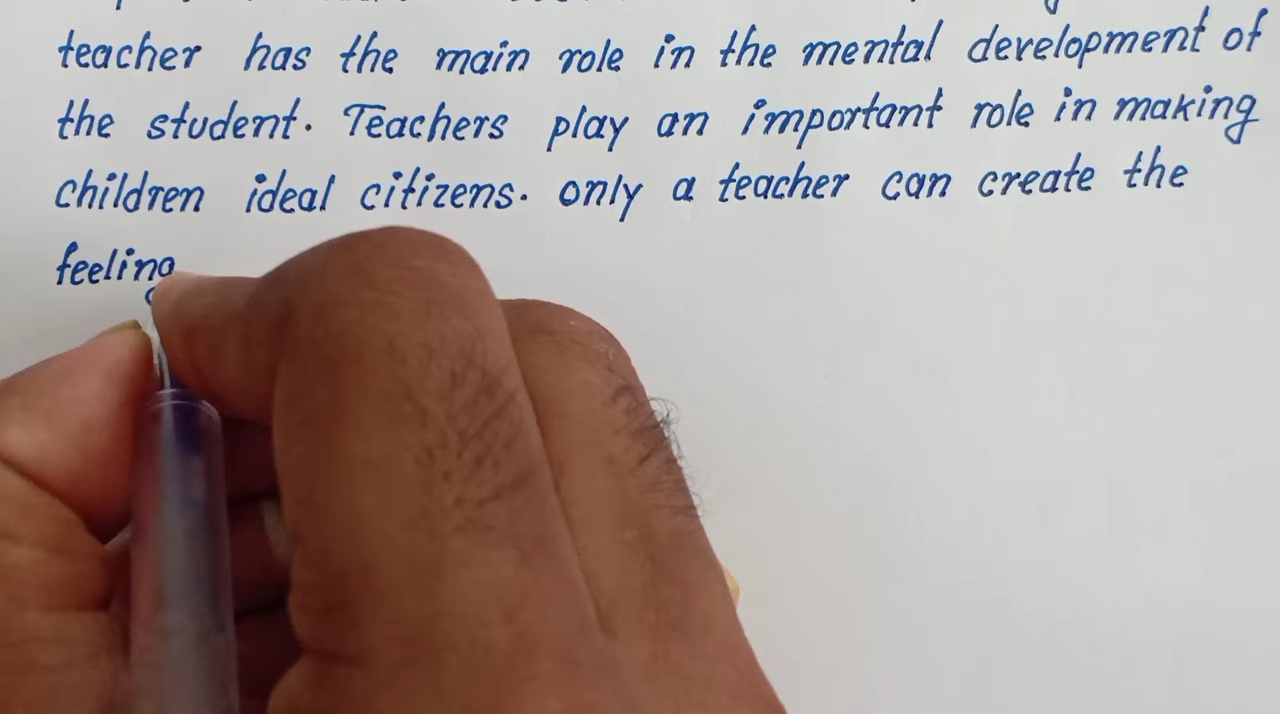 teacher has the main role in the mental development of
the student. Teachers play an important role in making
children ideal citizens. only a teacher can create the
feeling